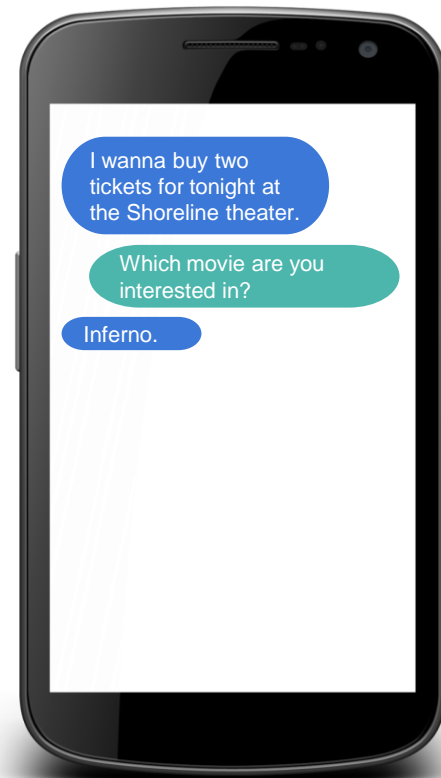 I wanna buy two
tickets for tonight at
the Shoreline theater.
Which movie are you
interested in?
Inferno.